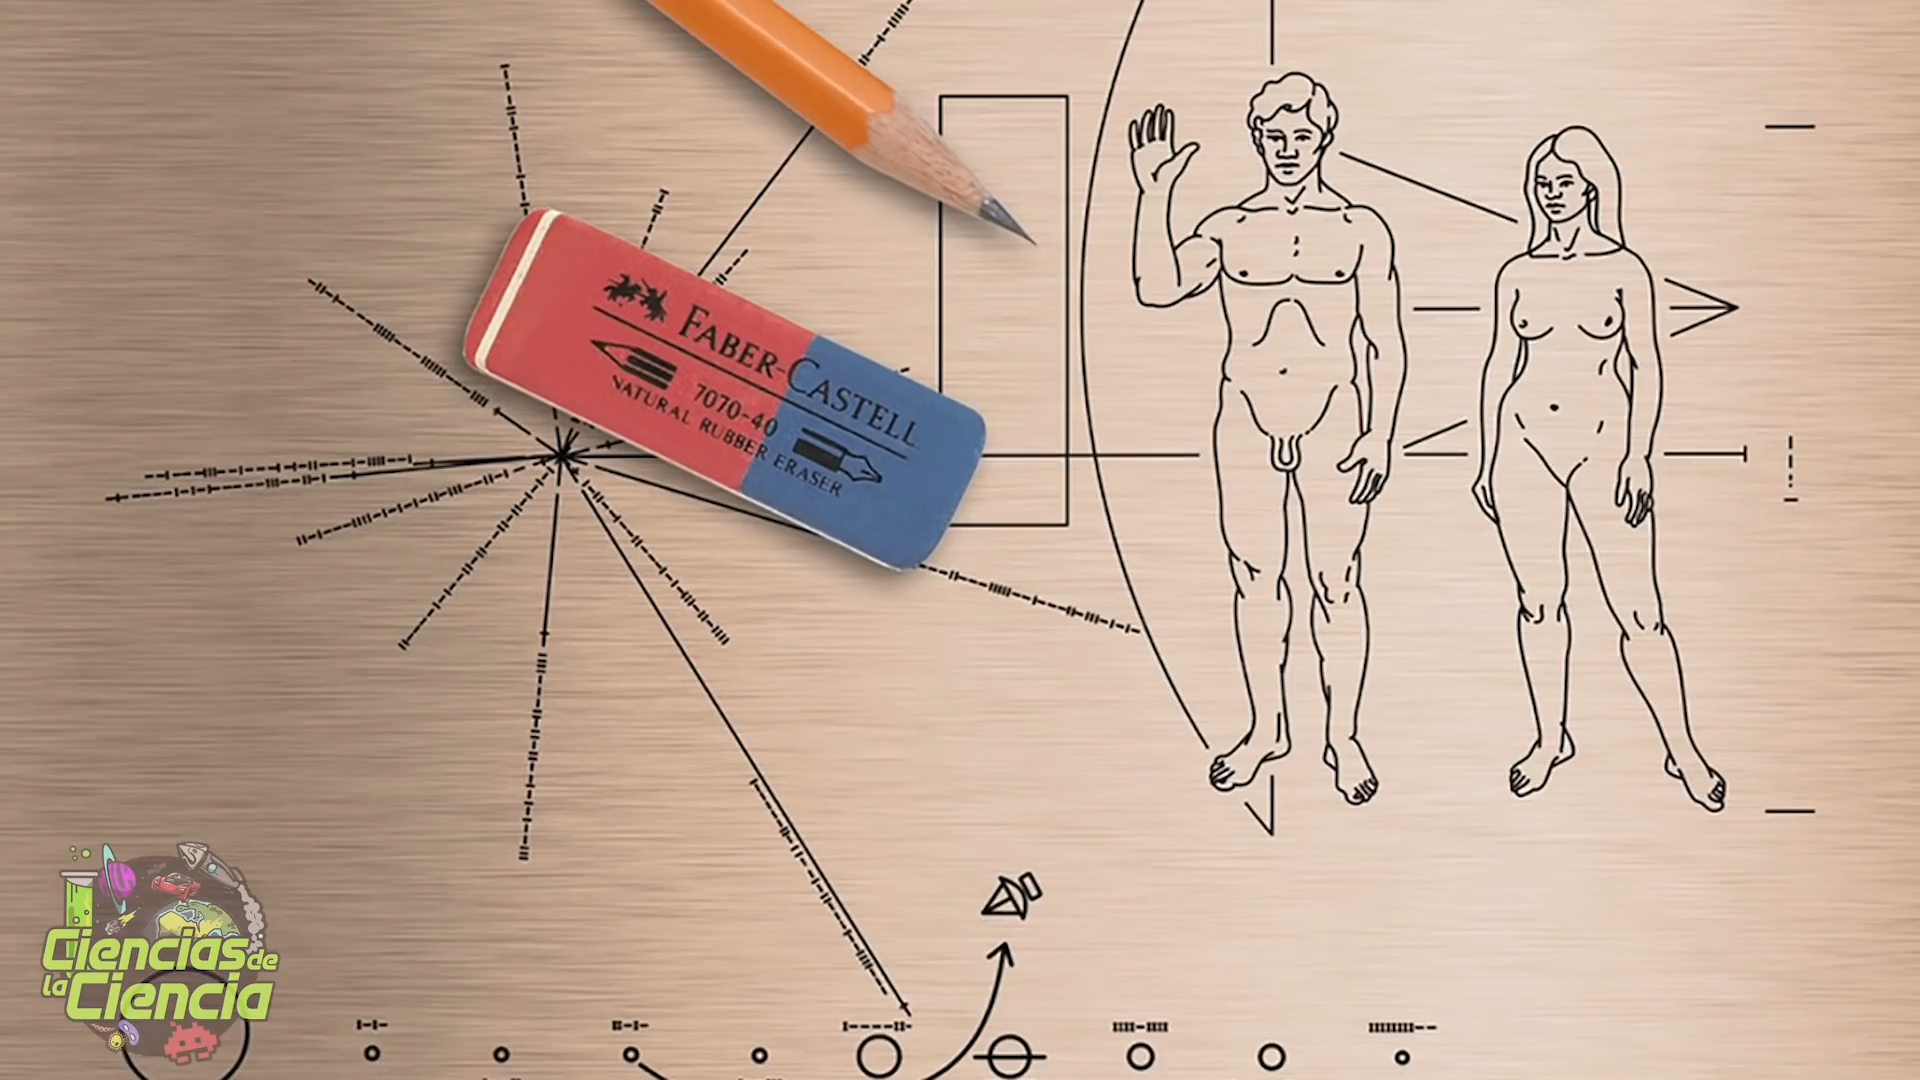 FABER-CASTELL
7070-40
NATURAL RUBBER ERASER
Ciencias de
la Ciencia